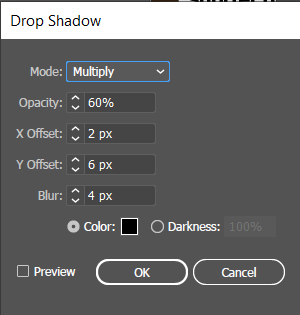 Drop Shadow
Mode: Multiply
Opacity: 60%
X Offset: 2 px
Y Offset: 6 px
Blur: 4 px
Color: Darkness: 100%
Preview OK Cancel